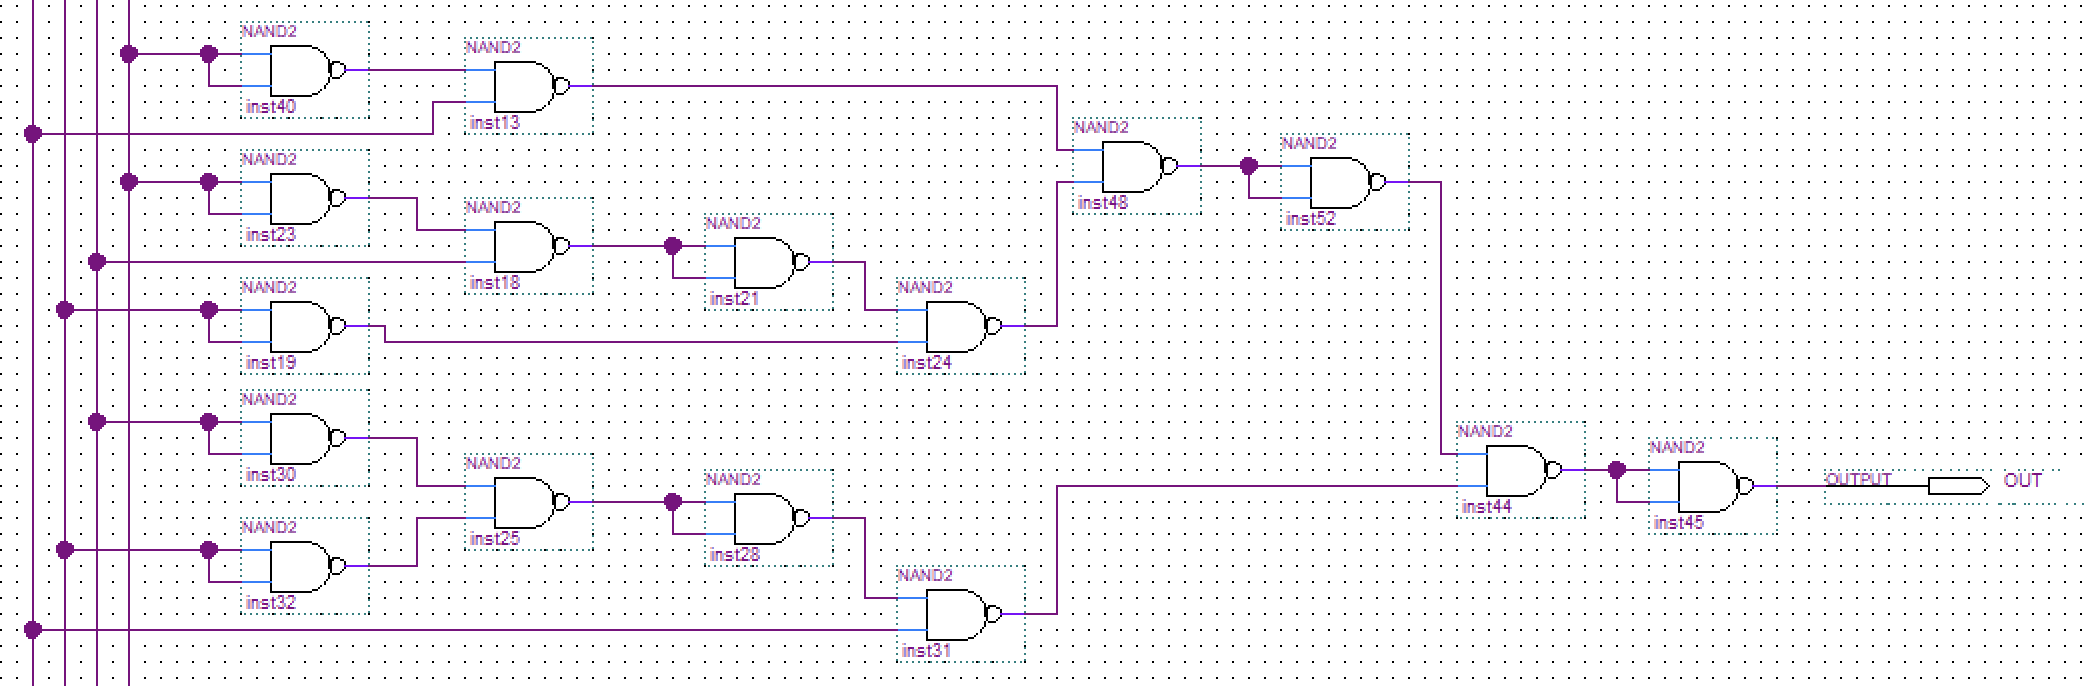 NAND2
inst40
NAND2
inst13
NAND2
inst48
NAND2
inst52
NAND2
inst23
NAND2
inst18
NAND2
inst21
NAND2
inst19
NAND2
inst24
NAND2
inst30
NAND2
inst25
NAND2
inst28
NAND2
inst32
NAND2
inst31
NAND2
inst44
NAND2
inst45
OUTPUT
OUT